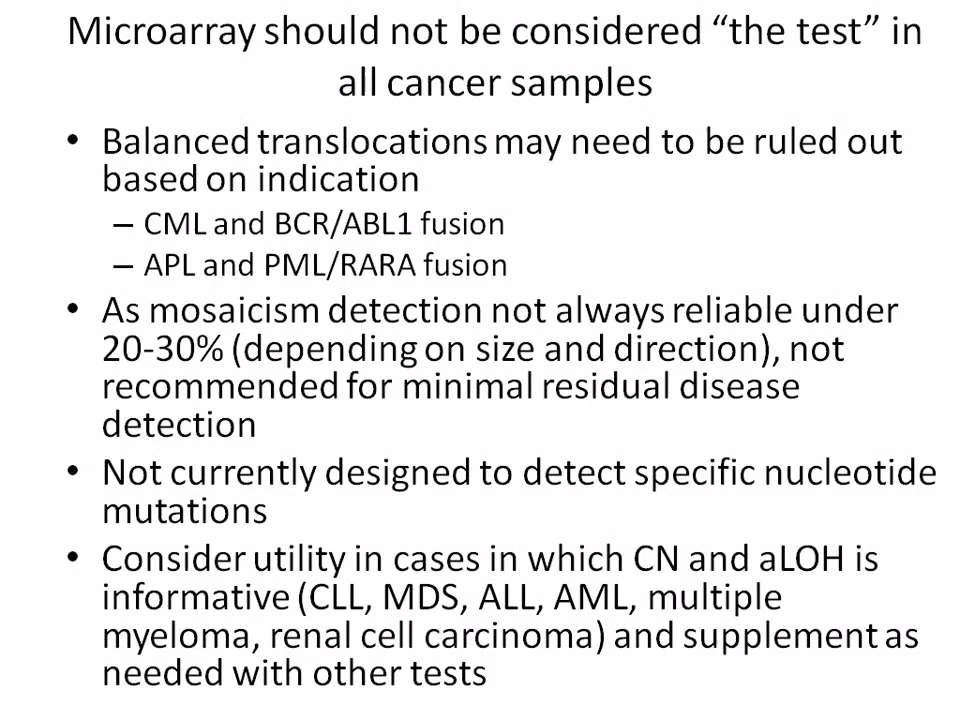 Microarray should not be considered “the test” in
all cancer samples
• Balanced translocations may need to be ruled out
based on indication
– CML and BCR/ABL1 fusion
– APL and PML/RARA fusion
• As mosaicism detection not always reliable under
20-30% (depending on size and direction), not
recommended for minimal residual disease
detection
• Not currently designed to detect specific nucleotide
mutations
• Consider utility in cases in which CN and aLOH is
informative (CLL, MDS, ALL, AML, multiple
myeloma, renal cell carcinoma) and supplement as
needed with other tests